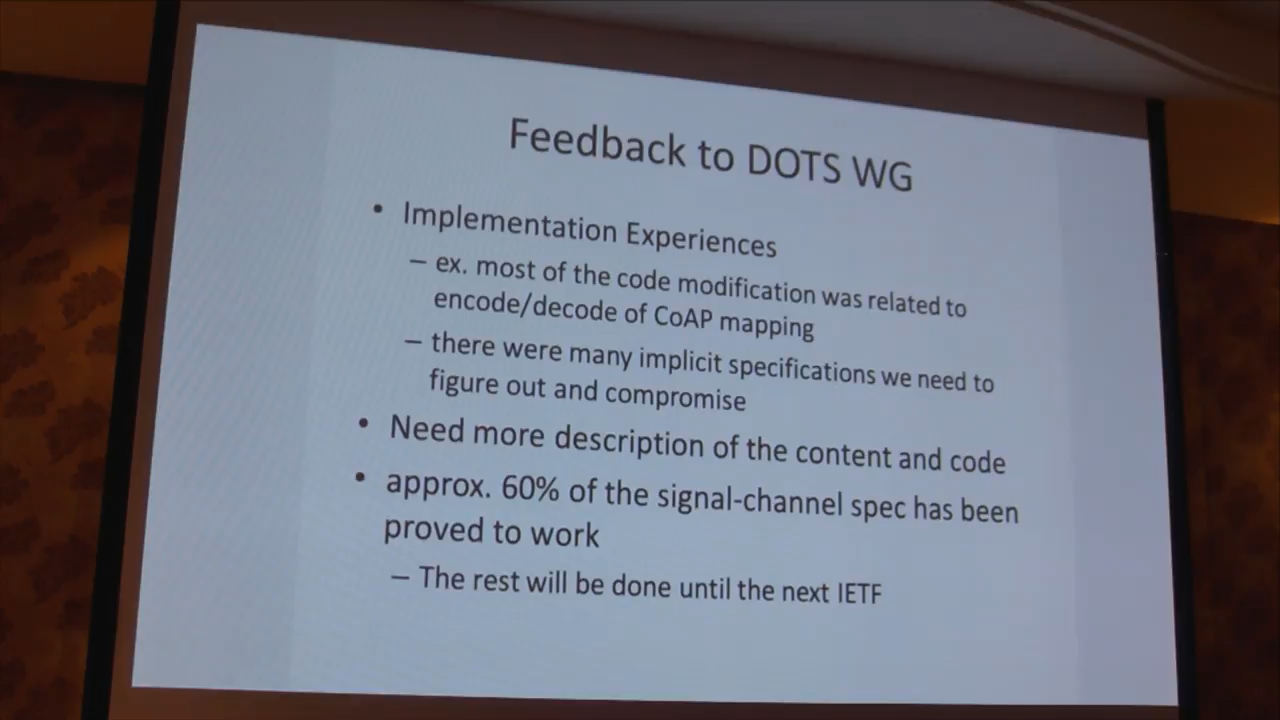 Feedback to DOTS WG
• Implementation Experiences
– ex. most of the code modification was related to
encode/decode of CoAP mapping
– there were many implicit specifications we need to
figure out and compromise
• Need more description of the content and code
• approx. 60% of the signal-channel spec has been
proved to work
– The rest will be done until the next IETF